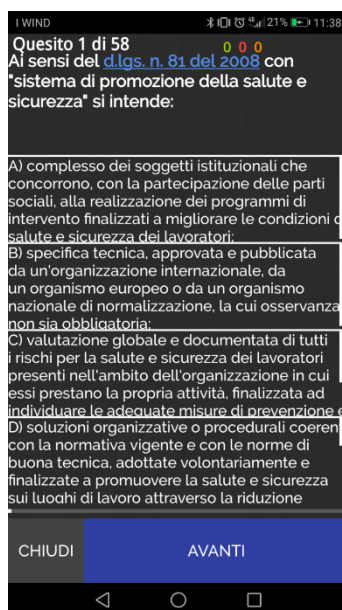 I WIND 21% 11:38
Quesito 1 di 58 0 0 0
Ai sensi del d.lgs. n. 81 del 2008 con
"sistema di promozione della salute e
sicurezza" si intende:
A) complesso dei soggetti istituzionali che
concorrono, con la partecipazione delle parti
sociali, alla realizzazione dei programmi di
intervento finalizzati a migliorare le condizioni
salute e sicurezza dei lavoratori;
B) specifica tecnica, approvata e pubblicata
da un'organizzazione internazionale, da
un organismo europeo o da un organismo
nazionale di normalizzazione, la cui osservanza
non sia obbligatoria;
C) valutazione globale e documentata di tutti
i rischi per la salute e sicurezza dei lavoratori
presenti nell'ambito dell'organizzazione in cui
essi prestano la propria attività, finalizzata ad
individuare le adeguate misure di prevenzione e
D) soluzioni organizzative o procedurali coeren
con la normativa vigente e con le norme di
buona tecnica, adottate volontariamente e
finalizzate a promuovere la salute e sicurezza
sui luoghi di lavoro attraverso la riduzione
CHIUDI AVANTI